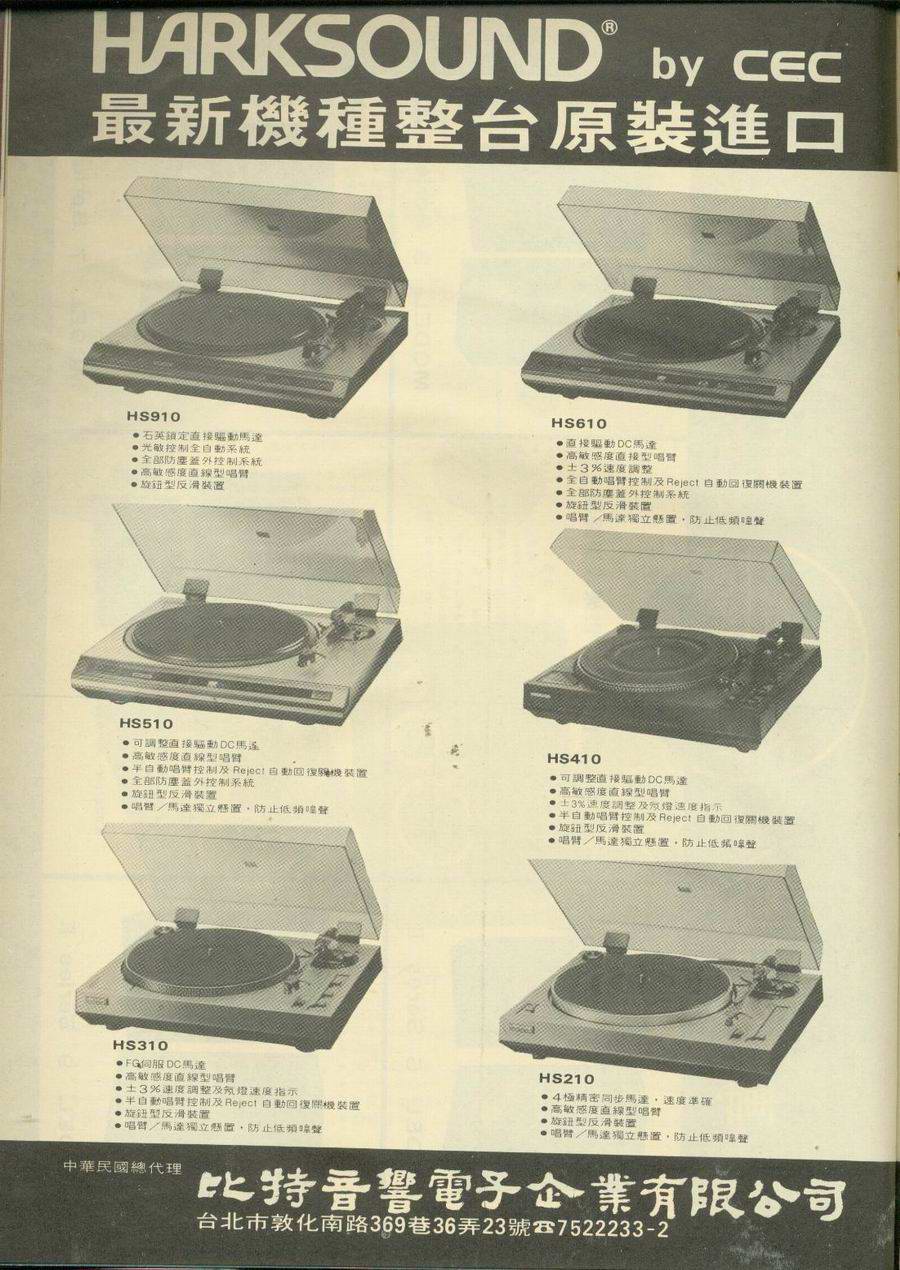 HARKSOUND® by CEC
最新機種整台原裝進口
HS910
●石英鎖定直接驅動馬達
●光敏控制全自動系統
●全部防塵蓋外控制系統
●高敏感度直線型唱臂
●旋鈕型反滑裝置
HS610
●直接驅動DC馬達
●高敏感度直接型唱臂
●±3%速度調整
●全自動唱臂控制及Reject自動回復關機裝置
●全部防塵蓋外控制系統
●旋鈕型反滑裝置
●唱臂／馬達獨立懸置，防止低頻噪聲
HS510
●可調整直接驅動DC馬達
●高敏感度直線型唱臂
●半自動唱臂控制及Reject自動回復關機裝置
●全部防塵蓋外控制系統
●旋鈕型反滑裝置
●唱臂／馬達獨立懸置，防止低頻噪聲
HS410
●可調整直接驅動DC馬達
●高敏感度直線型唱臂
●±3%速度調整及氖燈速度指示
●半自動唱臂控制及Reject自動回復關機裝置
●旋鈕型反滑裝置
●唱臂／馬達獨立懸置，防止低頻噪聲
HS310
●FG伺服DC馬達
●高敏感度直線型唱臂
●±3%速度調整及氖燈速度指示
●半自動唱臂控制及Reject自動回復關機裝置
●旋鈕型反滑裝置
●唱臂／馬達獨立懸置，防止低頻噪聲
HS210
●4極精密同步馬達，速度準確
●高敏感度直線型唱臂
●旋鈕型反滑裝置
●唱臂／馬達獨立懸置，防止低頻噪聲
中華民國總代理 比特音響電子企業有限公司
台北市敦化南路369巷36弄23號☎7522233-2